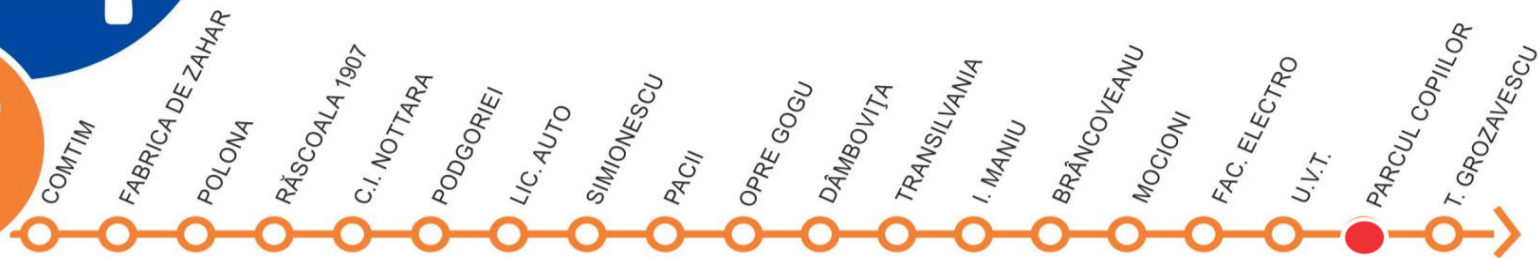 COMTIM
FABRICA DE ZAHAR
POLONA
RĂSCOALA 1907
C.I. NOTTARA
PODGORIEI
LIC. AUTO
SIMIONESCU
PACII
OPRE GOGU
DÂMBOVIȚA
TRANSILVANIA
I. MANIU
BRÂNCOVEANU
MOCIONI
FAC. ELECTRO
U.V.T.
PARCUL COPIILOR
T. GROZAVESCU